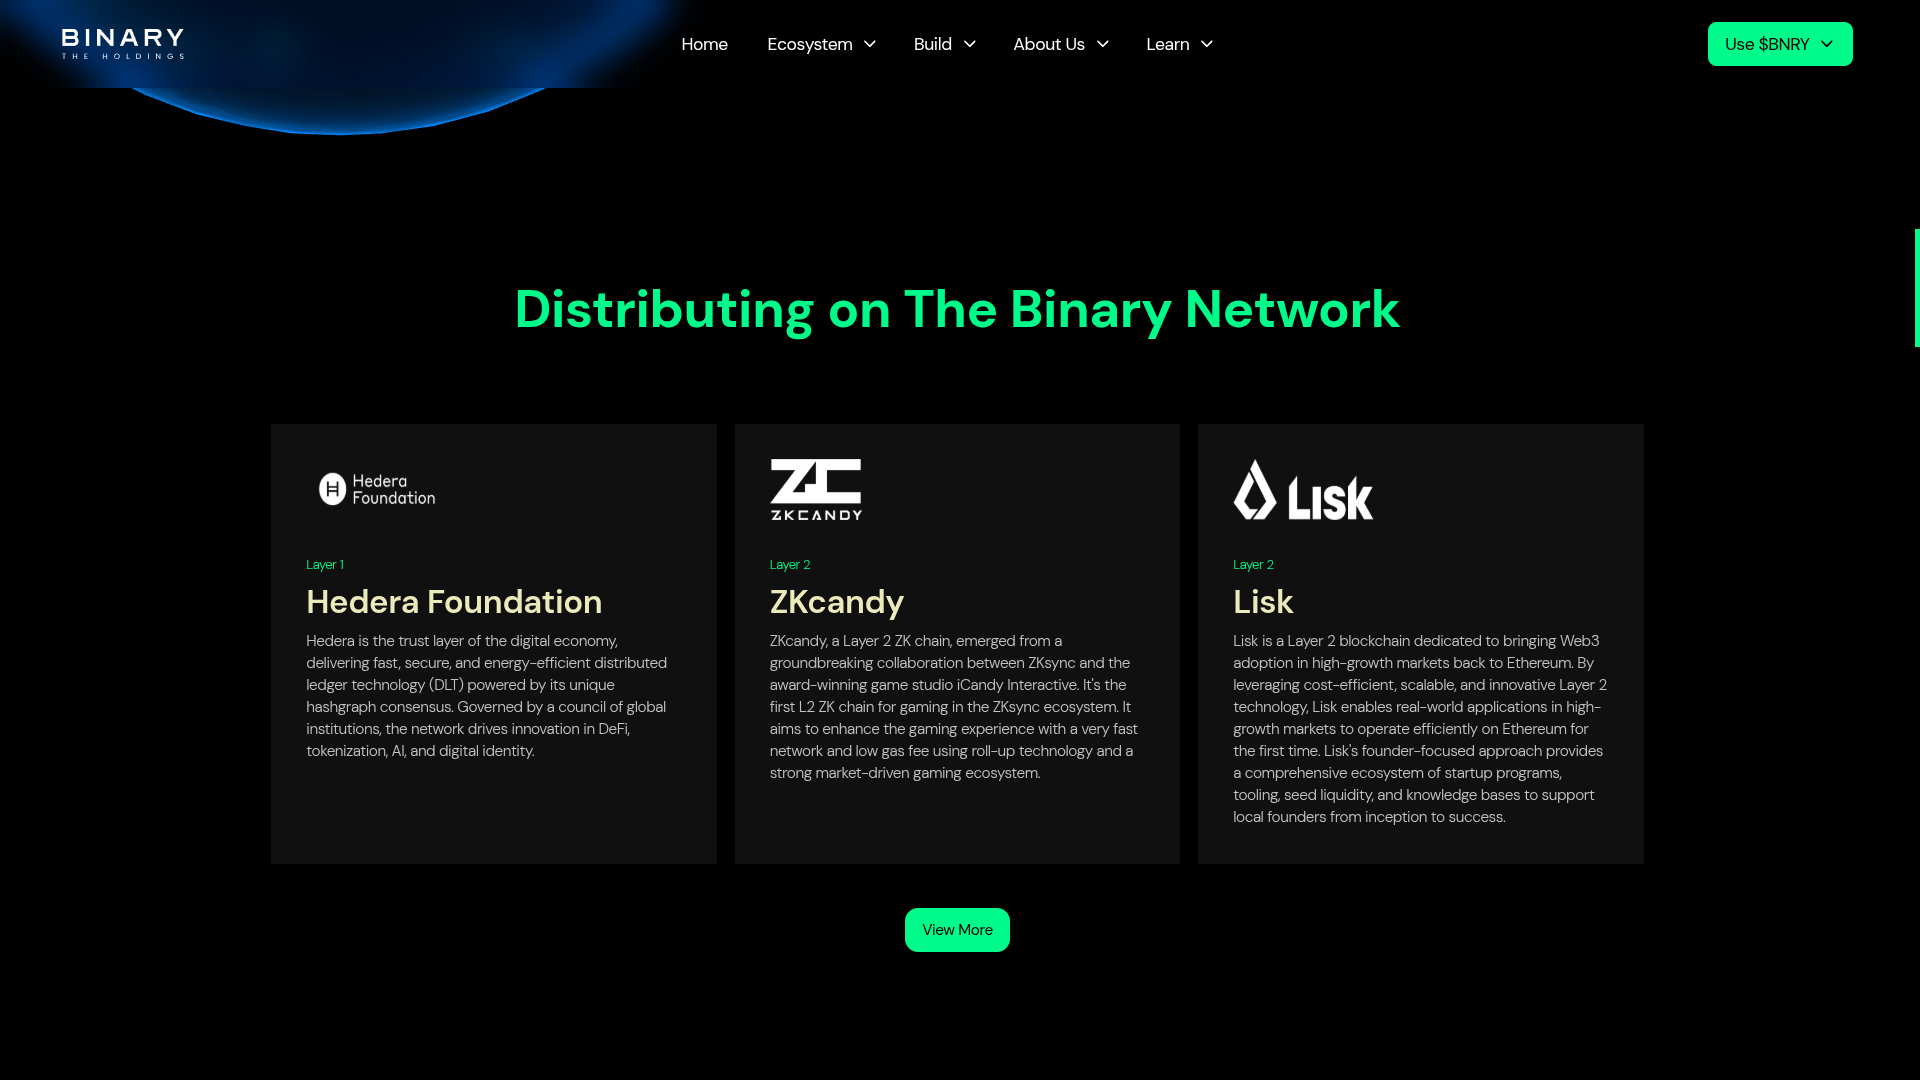 BINARY
THE HOLDINGS
Home
Ecosystem
Build
About Us
Learn
Use $BNRY
Distributing on The Binary Network
Hedera
Foundation
Layer 1
Hedera Foundation
Hedera is the trust layer of the digital economy,
delivering fast, secure, and energy-efficient distributed
ledger technology (DLT) powered by its unique
hashgraph consensus. Governed by a council of global
institutions, the network drives innovation in DeFi,
tokenization, AI, and digital identity.
ZKCANDY
Layer 2
ZKcandy
ZKcandy, a Layer 2 ZK chain, emerged from a
groundbreaking collaboration between ZKsync and the
award-winning game studio iCandy Interactive. It's the
first L2 ZK chain for gaming in the ZKsync ecosystem. It
aims to enhance the gaming experience with a very fast
network and low gas fee using roll-up technology and a
strong market-driven gaming ecosystem.
LISK
Layer 2
Lisk
Lisk is a Layer 2 blockchain dedicated to bringing Web3
adoption in high-growth markets back to Ethereum. By
leveraging cost-efficient, scalable, and innovative Layer 2
technology, Lisk enables real-world applications in high-
growth markets to operate efficiently on Ethereum for
the first time. Lisk's founder-focused approach provides
a comprehensive ecosystem of startup programs,
tooling, seed liquidity, and knowledge bases to support
local founders from inception to success.
View More